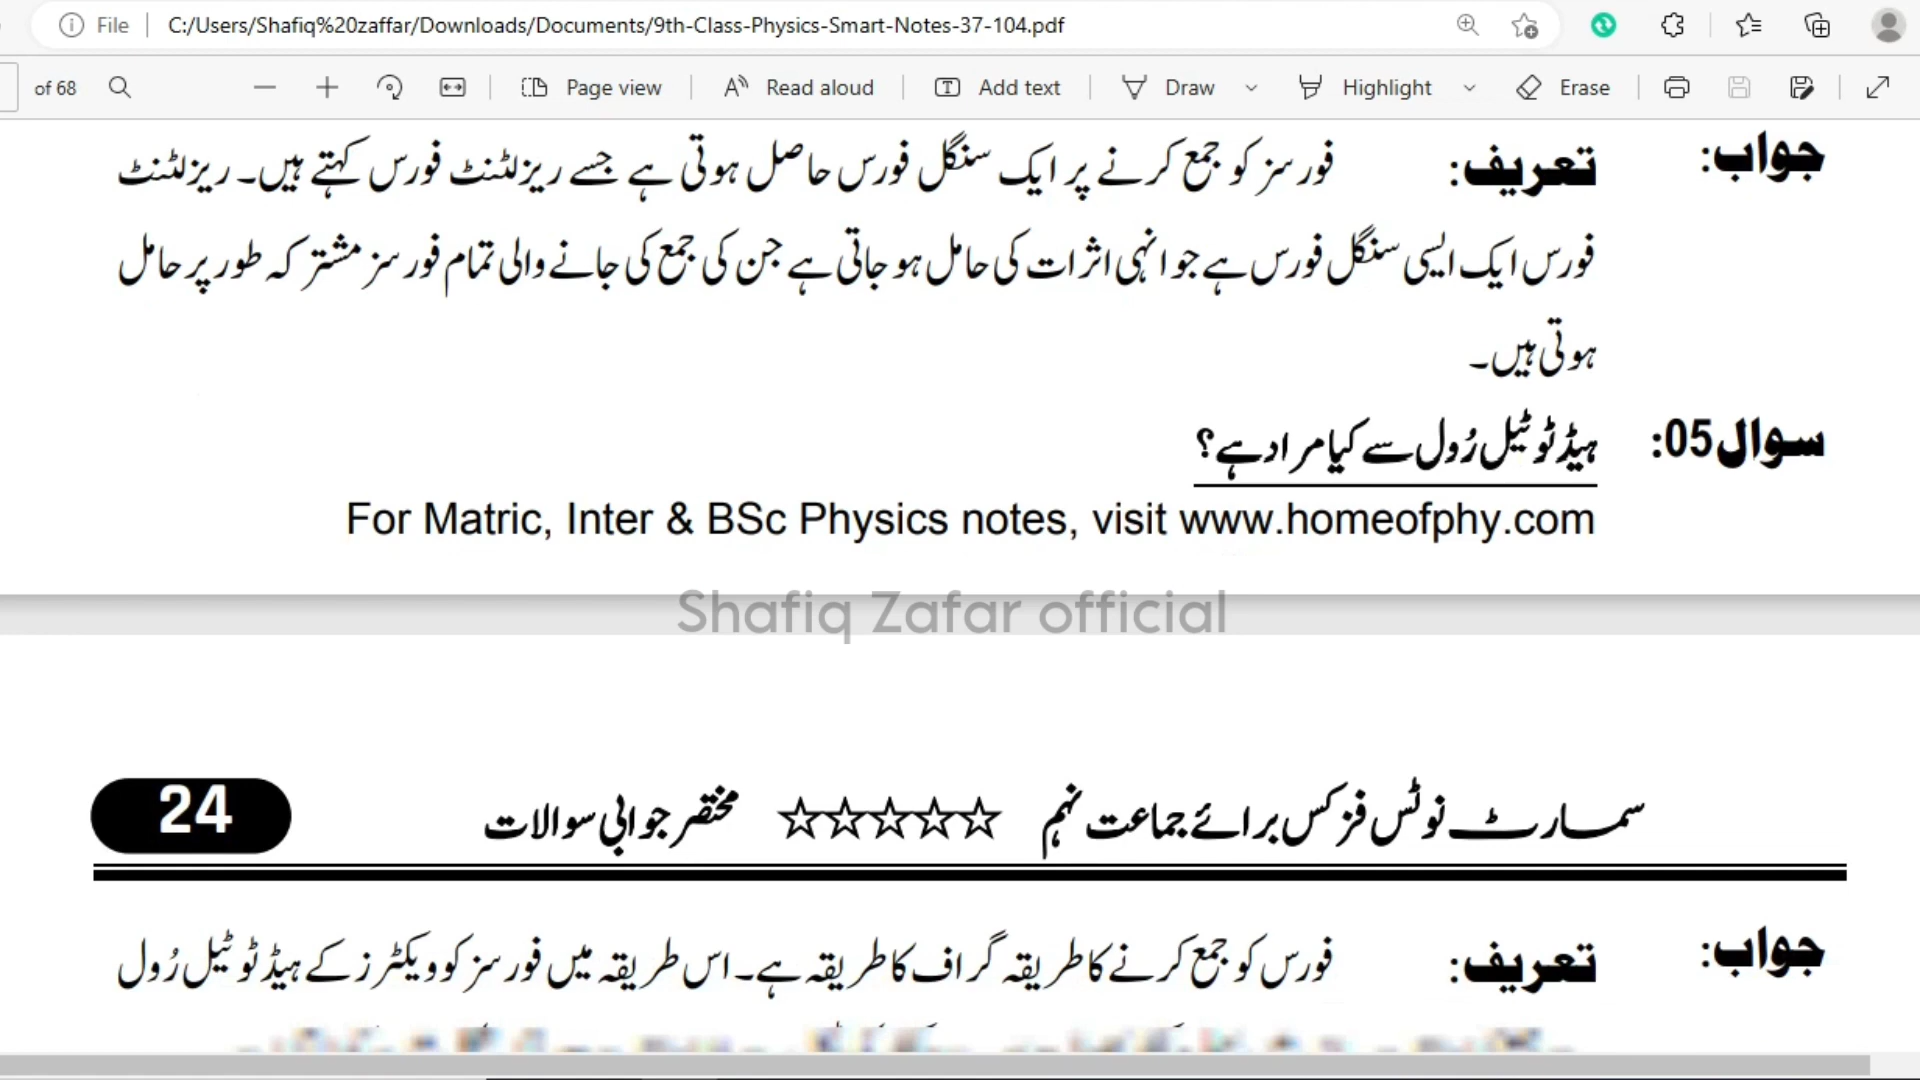 File C:/Users/Shafiq%20zaffar/Downloads/Documents/9th-Class-Physics-Smart-Notes-37-104.pdf
of 68 Page view Read aloud Add text Draw Highlight Erase
جواب: تعریف: فورسز کو جمع کرنے پر ایک سنگل فورس حاصل ہوتی ہے جسے ریزلٹنٹ فورس کہتے ہیں۔ ریزلٹنٹ
فورس ایک ایسی سنگل فورس ہے جو انہی اثرات کی حامل ہو جاتی ہے جن کی جمع کی جانے والی تمام فورسز مشترکہ طور پر حامل
ہوتی ہیں۔
سوال05: ہیڈ ٹو ٹیل رُول سے کیا مراد ہے؟
For Matric, Inter & BSc Physics notes, visit www.homeofphy.com
Shafiq Zafar official
سمارٹ نوٹس فزکس برائے جماعت نہم ☆☆☆☆☆ مختصر جوابی سوالات 24
جواب: تعریف: فورس کو جمع کرنے کا طریقہ گراف کا طریقہ ہے۔ اس طریقہ میں فورسز کو ویکٹرز کے ہیڈ ٹو ٹیل رُول